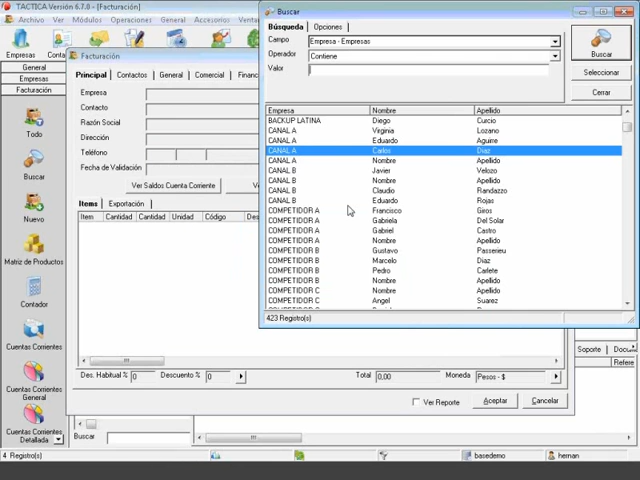 TACTICA Versión 6.7.0 - [Facturación]
Archivo Ver Módulos Operaciones General Accesorios
Empresas
General
Empresas
Facturación
Todo
Buscar
Nuevo
Matriz de Productos
Contador
Cuentas Corrientes
Cuentas Corrientes General
Cuentas Corrientes Detallada
Facturación
Principal Contactos General Comercial
Empresa
Contacto
Razón Social
Dirección
Teléfono
Fecha de Validación
Ver Saldos Cuenta Corriente
Items Exportación
Item Cantidad Cantidad Unidad Código
Des. Habitual % 0 Descuento % 0 Total 0,00 Moneda Pesos - $
Ver Reporte Aceptar Cancelar
Soporte
Buscar
4 Registro(s) basedemo hernan
Buscar
Búsqueda Opciones
Campo Empresa - Empresas
Operador Contiene
Valor
Buscar
Seleccionar
Cerrar
Empresa Nombre Apellido
BACKUP LATINA Diego Curcio
CANAL A Virginia Lozano
CANAL A Eduardo Aguirre
CANAL A Carlos Diaz
CANAL A Nombre Apellido
CANAL B Javier Velozo
CANAL B Nombre Apellido
CANAL B Claudio Randazzo
CANAL B Eduardo Rojas
COMPETIDOR A Francisco Giros
COMPETIDOR A Gabriela Del Solar
COMPETIDOR A Gabriel Castro
COMPETIDOR A Nombre Apellido
COMPETIDOR B Gustavo Passerieu
COMPETIDOR B Marcelo Diaz
COMPETIDOR B Pedro Carlete
COMPETIDOR B Nombre Apellido
COMPETIDOR C Nombre Apellido
COMPETIDOR C Angel Suarez
423 Registro(s)